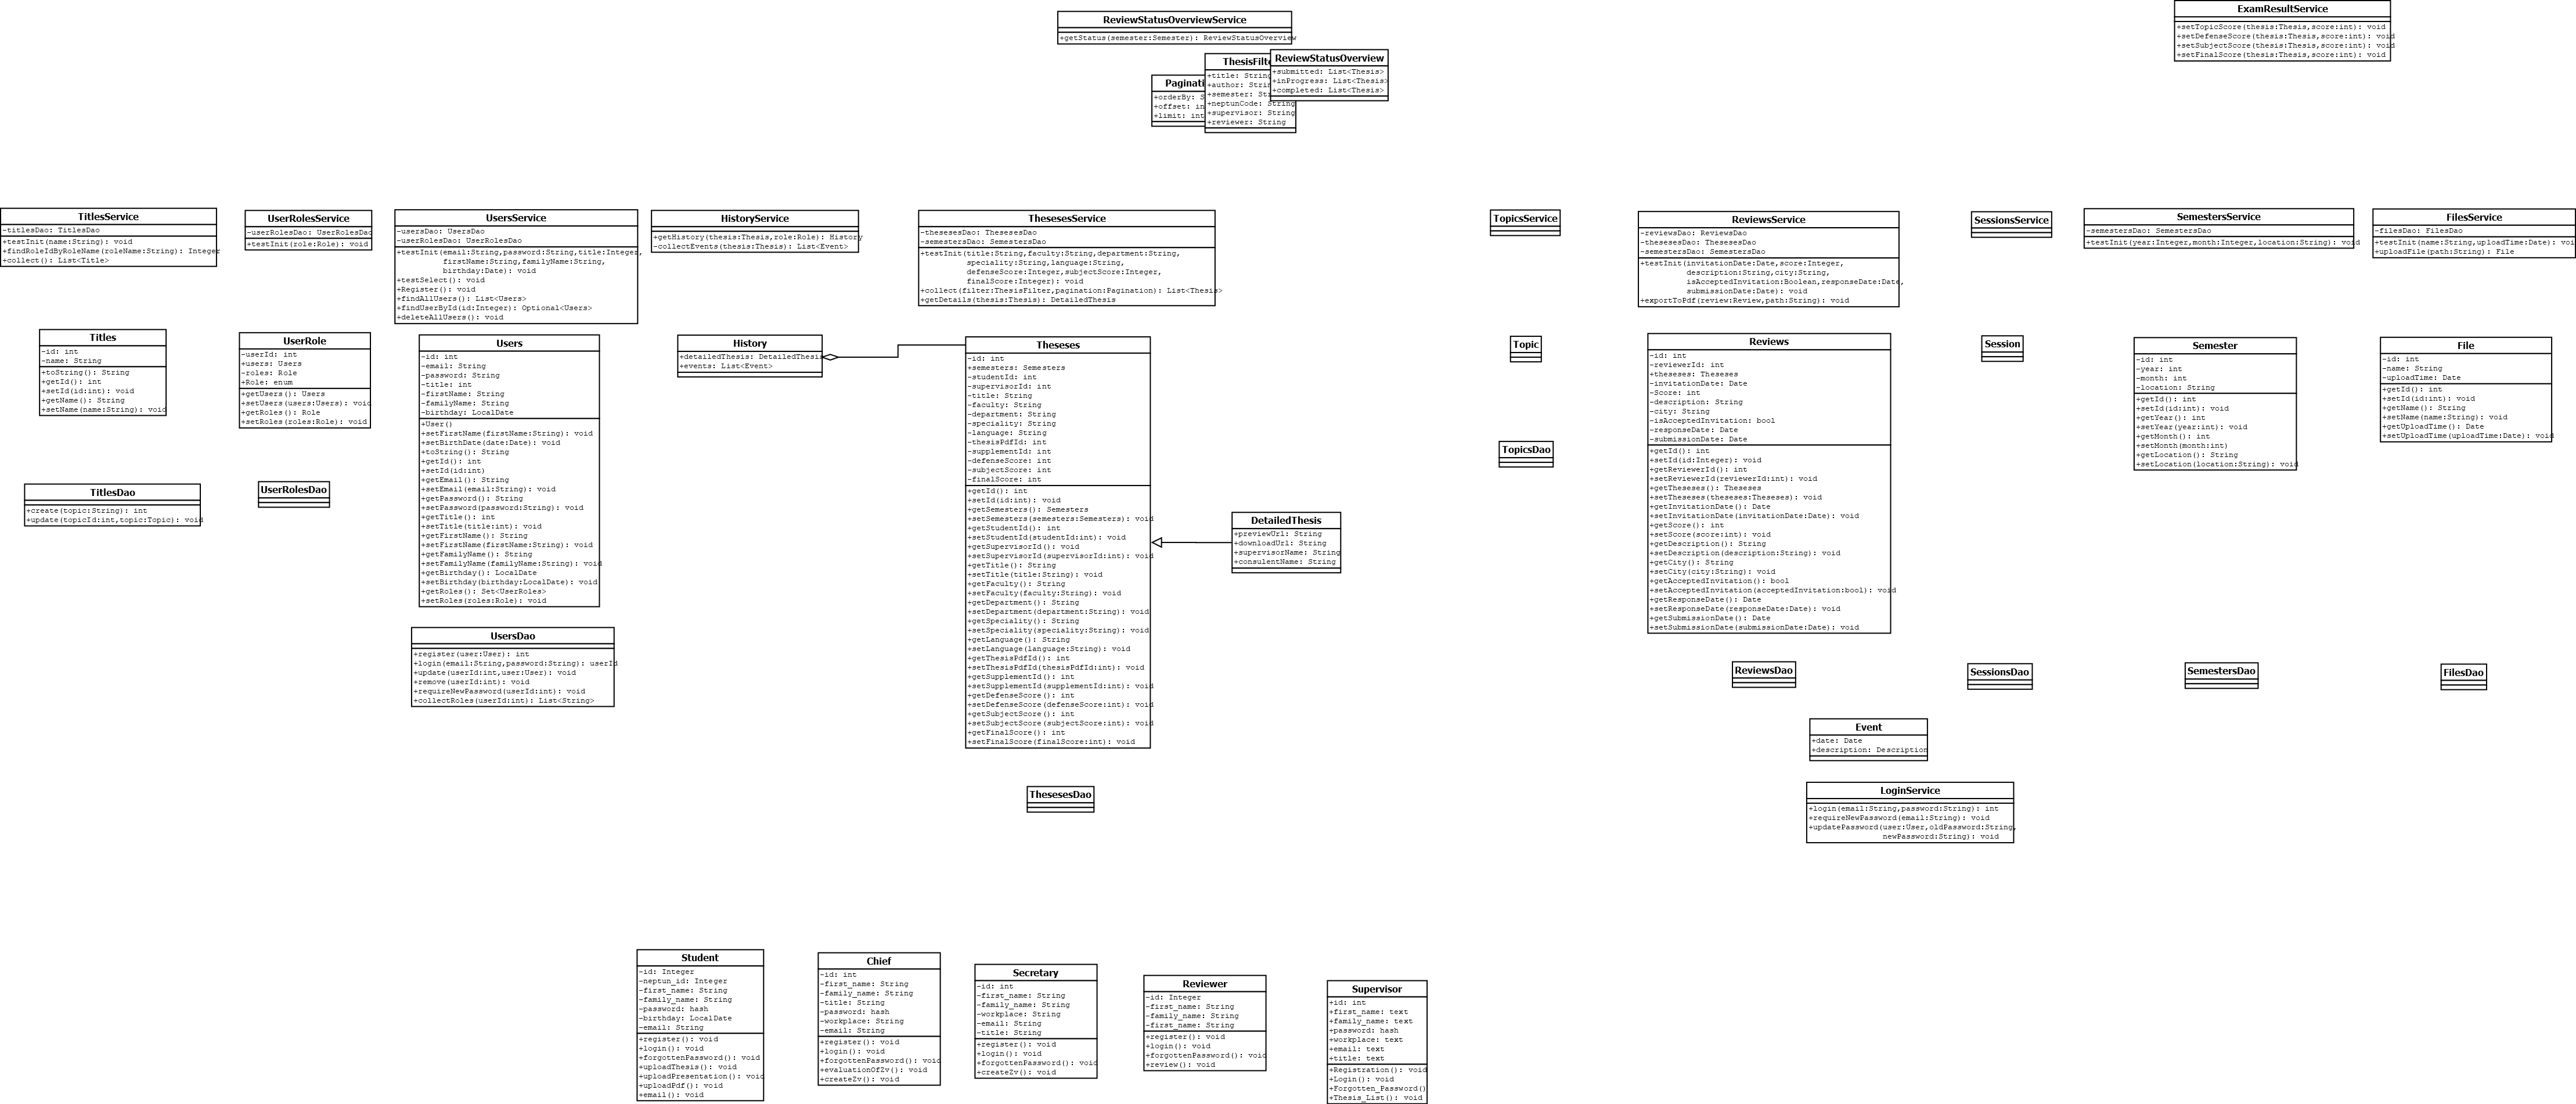 ReviewStatusOverviewService
+getStatus(semester:Semester): ReviewStatusOverview
ExamResultService
+setTopicScore(thesis:Thesis,score:int): void
+setDefenseScore(thesis:Thesis,score:int): void
+setSubjectScore(thesis:Thesis,score:int): void
+setFinalScore(thesis:Thesis,score:int): void
+orderBy:
+offset:
+limit: int
+title: String
+author:
+semester:
+neptunCode: String
+supervisor: String
+reviewer: String
ReviewStatusOverview
+submitted: List<Thesis>
+inProgress: List<Thesis>
+completed: List<Thesis>
TitlesService
-titlesDao: TitlesDao
+testInit(name:String): void
+findRoleIdByRoleName(roleName:String): Integer
+collect(): List<Title>
UserRolesService
-userRolesDao: UserRolesDao
+testInit(role:Role): void
UsersService
-usersDao: UsersDao
-userRolesDao: UserRolesDao
+testInit(email:String,password:String,title:Integer,
firstName:String,familyName:String,
birthday:Date): void
+testSelect(): void
+Register(): void
+findAllUsers(): List<Users>
+findUserById(id:Integer): Optional<Users>
+deleteAllUsers(): void
HistoryService
+getHistory(thesis:Thesis,role:Role): History
-collectEvents(thesis:Thesis): List<Event>
ThesesesService
-thesesesDao: ThesesesDao
-semestersDao: SemestersDao
+testInit(title:String,faculty:String,department:String,
speciality:String,language:String,
defenseScore:Integer,subjectScore:Integer,
finalScore:Integer): void
+collect(filter:ThesisFilter,pagination:Pagination): List<Thesis>
+getDetails(thesis:Thesis): DetailedThesis
TopicsService
ReviewsService
-reviewsDao: ReviewsDao
-thesesesDao: ThesesesDao
-semestersDao: SemestersDao
+testInit(invitationDate:Date,score:Integer,
description:String,city:String,
isAcceptedInvitation:Boolean,responseDate:Date,
submissionDate:Date): void
+exportToPdf(review:Review,path:String): void
SessionsService
SemestersService
-semestersDao: SemestersDao
+testInit(year:Integer,month:Integer,location:String): void
FilesService
-filesDao: FilesDao
+testInit(name:String,uploadTime:Date): void
+uploadFile(path:String): File
Titles
-id: int
-name: String
+toString(): String
+getId(): int
+setId(id:int): void
+getName(): String
+setName(name:String): void
UserRole
-userId: int
+users: Users
-roles: Role
+Role: enum
+getUsers(): Users
+setUsers(users:Users): void
+getRoles(): Role
+setRoles(roles:Role): void
Users
-id: int
-email: String
-password: String
-title: int
-firstName: String
-familyName: String
-birthday: LocalDate
+User()
+setFirstName(firstName:String): void
+setBirthDate(date:Date): void
+toString(): String
+getId(): int
+setId(id:int)
+getEmail(): String
+setEmail(email:String): void
+getPassword(): String
+setPassword(password:String): void
+getTitle(): int
+setTitle(title:int): void
+getFirstName(): String
+setFirstName(firstName:String): void
+getFamilyName(): String
+setFamilyName(familyName:String): void
+getBirthday(): LocalDate
+setBirthday(birthday:LocalDate): void
+getRoles(): Set<UserRoles>
+setRoles(roles:Role): void
History
+detailedThesis: DetailedThesis
+events: List<Event>
Theseses
-id: int
+semesters: Semesters
-studentId: int
-supervisorId: int
-title: String
-faculty: String
-department: String
-speciality: String
-language: String
-thesisPdfId: int
-supplementId: int
-defenseScore: int
-subjectScore: int
-finalScore: int
+getId(): int
+setId(id:int): void
+getSemesters(): Semesters
+setSemesters(semesters:Semesters): void
+getStudentId(): int
+setStudentId(studentId:int): void
+getSupervisorId(): void
+setSupervisorId(supervisorId:int): void
+getTitle(): String
+setTitle(title:String): void
+getFaculty(): String
+setFaculty(faculty:String): void
+getDepartment(): String
+setDepartment(department:String): void
+getSpeciality(): String
+setSpeciality(speciality:String): void
+getLanguage(): String
+setLanguage(language:String): void
+getThesisPdfId(): int
+setThesisPdfId(thesisPdfId:int): void
+getSupplementId(): int
+setSupplementId(supplementId:int): void
+getDefenseScore(): int
+setDefenseScore(defenseScore:int): void
+getSubjectScore(): int
+setSubjectScore(subjectScore:int): void
+getFinalScore(): int
+setFinalScore(finalScore:int): void
Topic
Reviews
-id: int
-reviewerId: int
+theseses: Theseses
-invitationDate: Date
-Score: int
-description: String
-city: String
-isAcceptedInvitation: bool
-responseDate: Date
-submissionDate: Date
+getId(): int
+setId(id:Integer): void
+getReviewerId(): int
+setReviewerId(reviewerId:int): void
+getTheseses(): Theseses
+setTheseses(theseses:Theseses): void
+getInvitationDate(): Date
+setInvitationDate(invitationDate:Date): void
+getScore(): int
+setScore(score:int): void
+getDescription(): String
+setDescription(description:String): void
+getCity(): String
+setCity(city:String): void
+getAcceptedInvitation(): bool
+setAcceptedInvitation(acceptedInvitation:bool): void
+getResponseDate(): Date
+setResponseDate(responseDate:Date): void
+getSubmissionDate(): Date
+setSubmissionDate(submissionDate:Date): void
Session
Semester
-id: int
-year: int
-month: int
-location: String
+getId(): int
+setId(id:int): void
+getYear(): int
+setYear(year:int): void
+getMonth(): int
+setMonth(month:int)
+getLocation(): String
+setLocation(location:String): void
File
-id: int
-name: String
-uploadTime: Date
+getId(): int
+setId(id:int): void
+getName(): String
+setName(name:String): void
+getUploadTime(): Date
+setUploadTime(uploadTime:Date): void
TopicsDao
TitlesDao
+create(topic:String): int
+update(topicId:int,topic:Topic): void
UserRolesDao
DetailedThesis
+previewUrl: String
+downloadUrl: String
+supervisorName: String
+consulentName: String
UsersDao
+register(user:User): int
+login(email:String,password:String): userId
+update(userId:int,user:User): void
+remove(userId:int): void
+requireNewPassword(userId:int): void
+collectRoles(userId:int): List<String>
ReviewsDao
SessionsDao
SemestersDao
FilesDao
Event
+date: Date
+description: Description
ThesesesDao
LoginService
+login(email:String,password:String): int
+requireNewPassword(email:String): void
+updatePassword(user:User,oldPassword:String,
newPassword:String): void
Student
-id: Integer
-neptun_id: Integer
-first_name: String
-family_name: String
-password: hash
-birthday: LocalDate
-email: String
+register(): void
+login(): void
+forgottenPassword(): void
+uploadThesis(): void
+uploadPresentation(): void
+uploadPdf(): void
+email(): void
Chief
-id: int
-first_name: String
-family_name: String
-title: String
-password: hash
-workplace: String
-email: String
+register(): void
+login(): void
+forgottenPassword(): void
+evaluationOfZv(): void
+createZv(): void
Secretary
-id: int
-first_name: String
-family_name: String
-workplace: String
-email: String
-title: String
+register(): void
+login(): void
+forgottenPassword(): void
+createZv(): void
Reviewer
-id: Integer
-first_name: String
-family_name: String
-first_name: String
+register(): void
+login(): void
+forgottenPassword(): void
+review(): void
Supervisor
+id: int
+first_name: text
+family_name: text
+password: hash
+workplace: text
+email: text
+title: text
+Registration(): void
+Login(): void
+Forgotten_Password()
+Thesis_List(): void